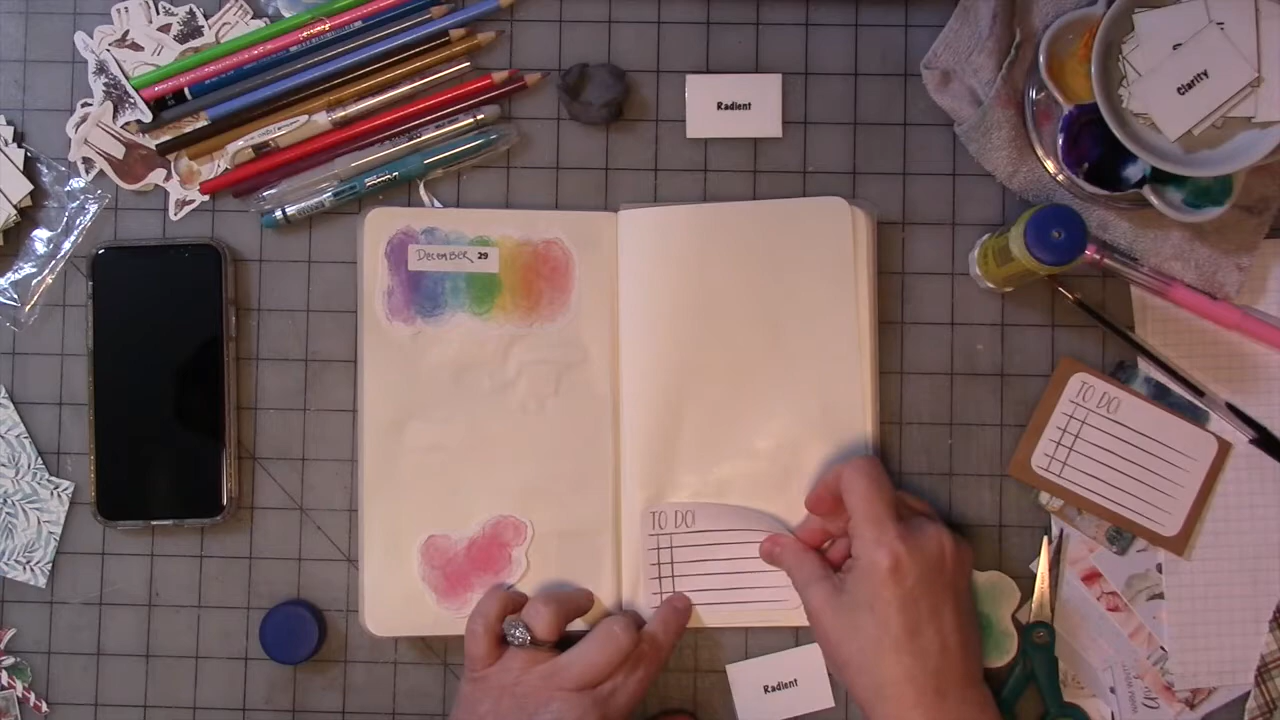 Radient
Clarity
December 29
TO DO!
TO DO!
Radient